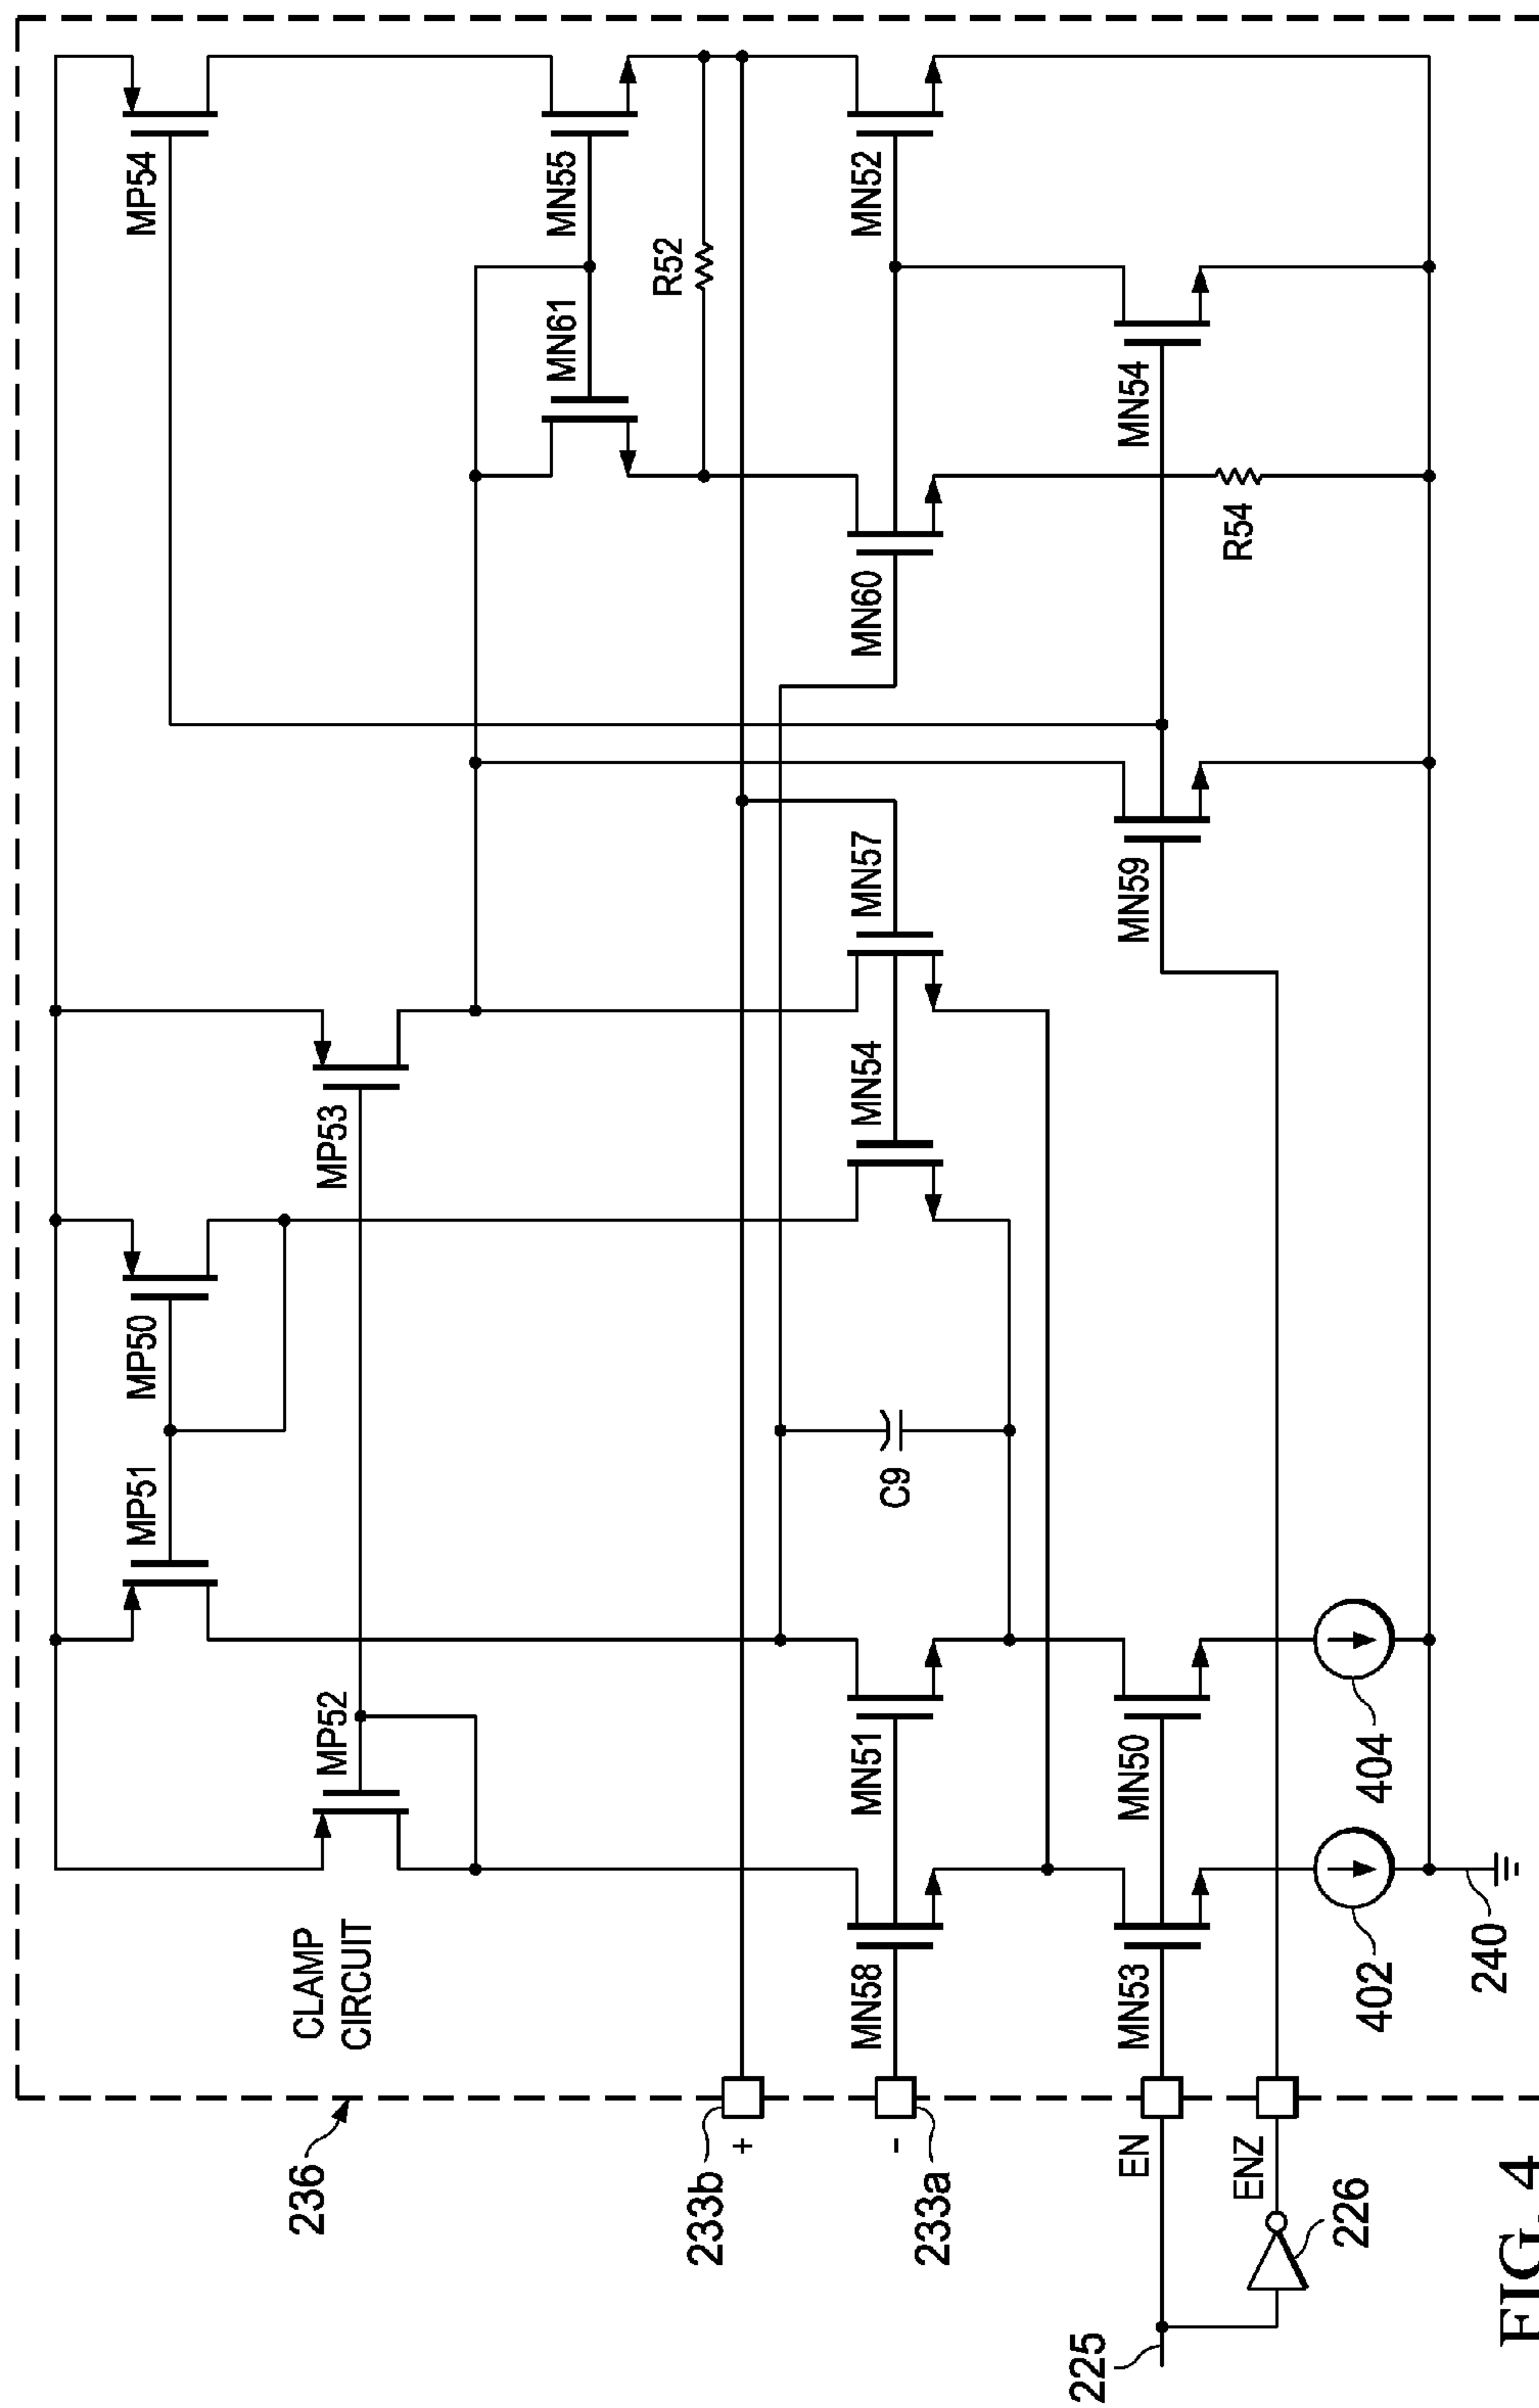 236
CLAMP
CIRCUIT
MP52
MP51
MP50
MP53
MP54
MN61
MN55
R52
233b
+
233a
-
MN58
MN51
C9
MN54
MN57
MN60
MN52
225
EN
ENZ
226
MN53
MN50
MN59
MN54
R54
402
404
240
FIG. 4